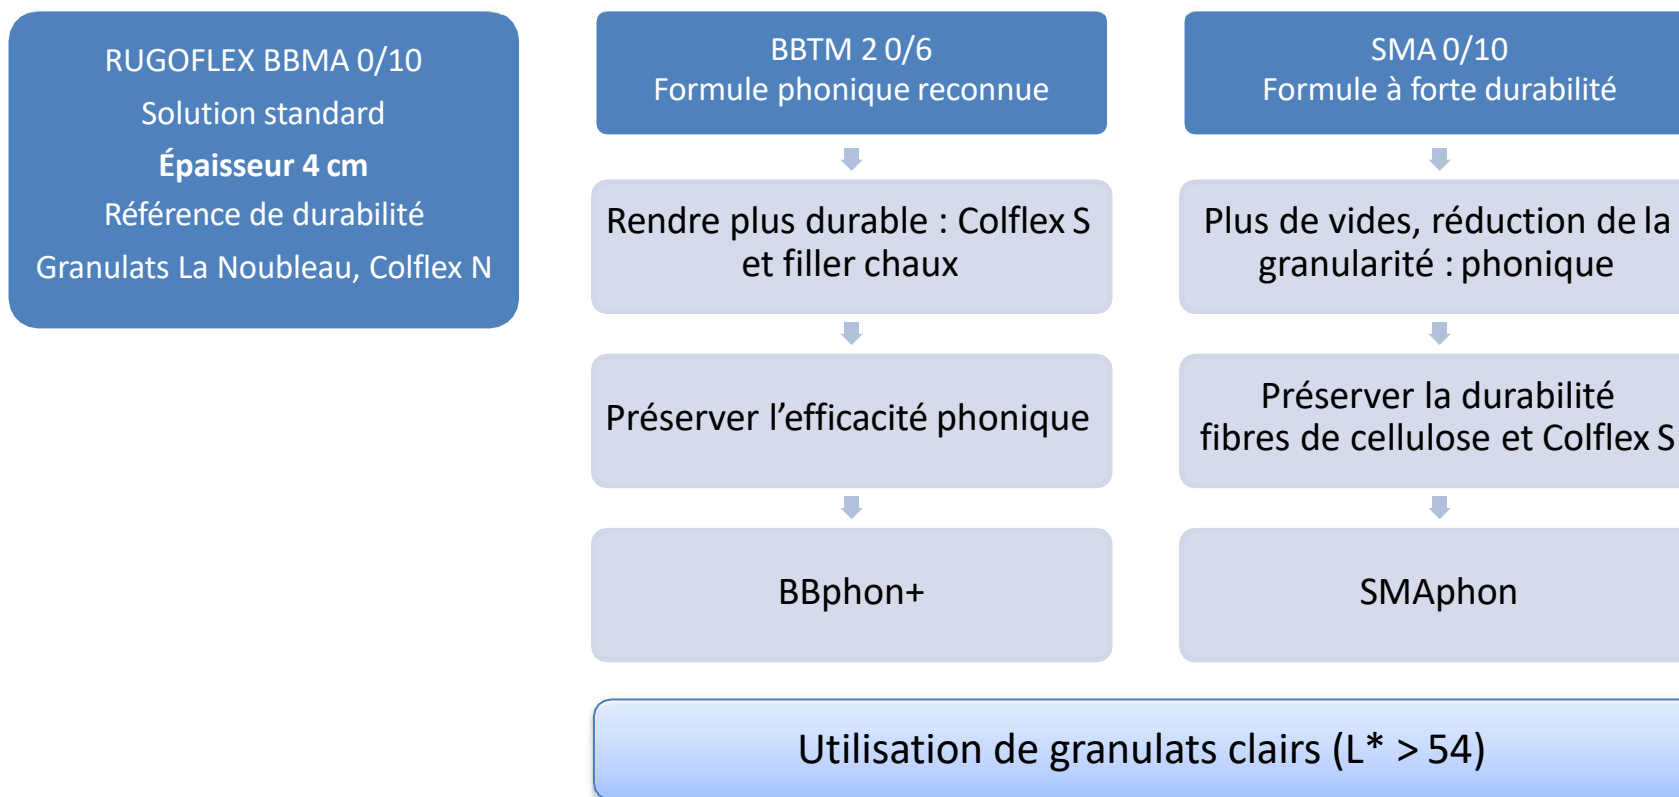 RUGOFLEX BBMA 0/10
Solution standard
Épaisseur 4 cm
Référence de durabilité
Granulats La Noubleau, Colflex N
BBTM 2 0/6
Formule phonique reconnue
Rendre plus durable : Colflex S
et filler chaux
Préserver l’efficacité phonique
BBphon+
SMA 0/10
Formule à forte durabilité
Plus de vides, réduction de la
granularité : phonique
Préserver la durabilité
fibres de cellulose et Colflex S
SMAphon
Utilisation de granulats clairs (L* > 54)